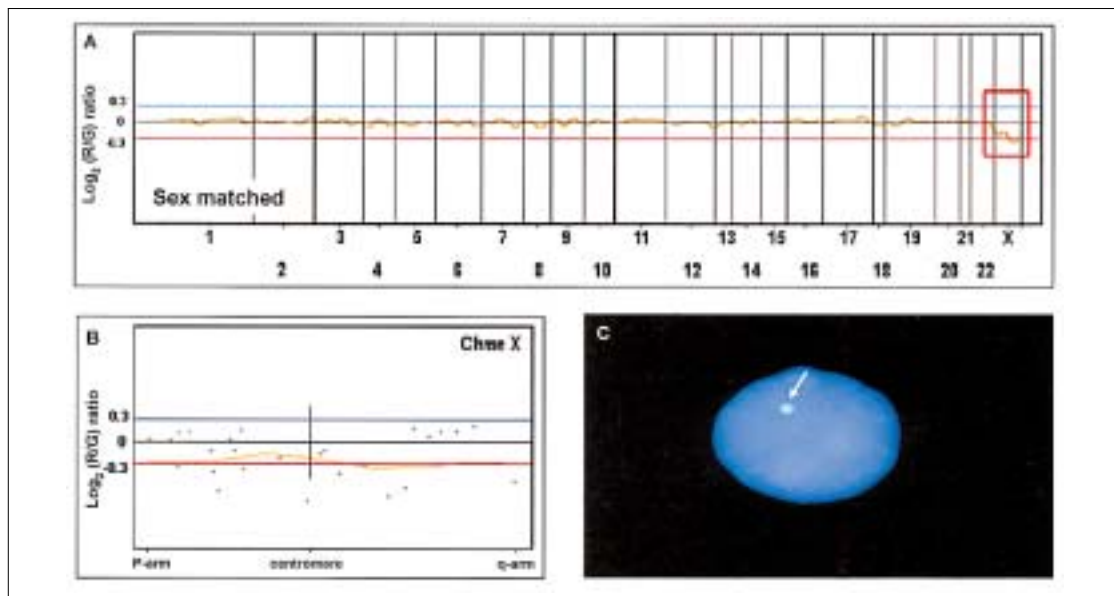 A
Log2 (R/G) ratio
0.3
0
-0.3
Sex matched
1 3 5 7 9 11 13 15 17 19 21 X
2 4 6 8 10 12 14 16 18 20 22
B
Chme X
Log2 (R/G) ratio
0.3
0
-0.3
P-arm centromere q-arm
C